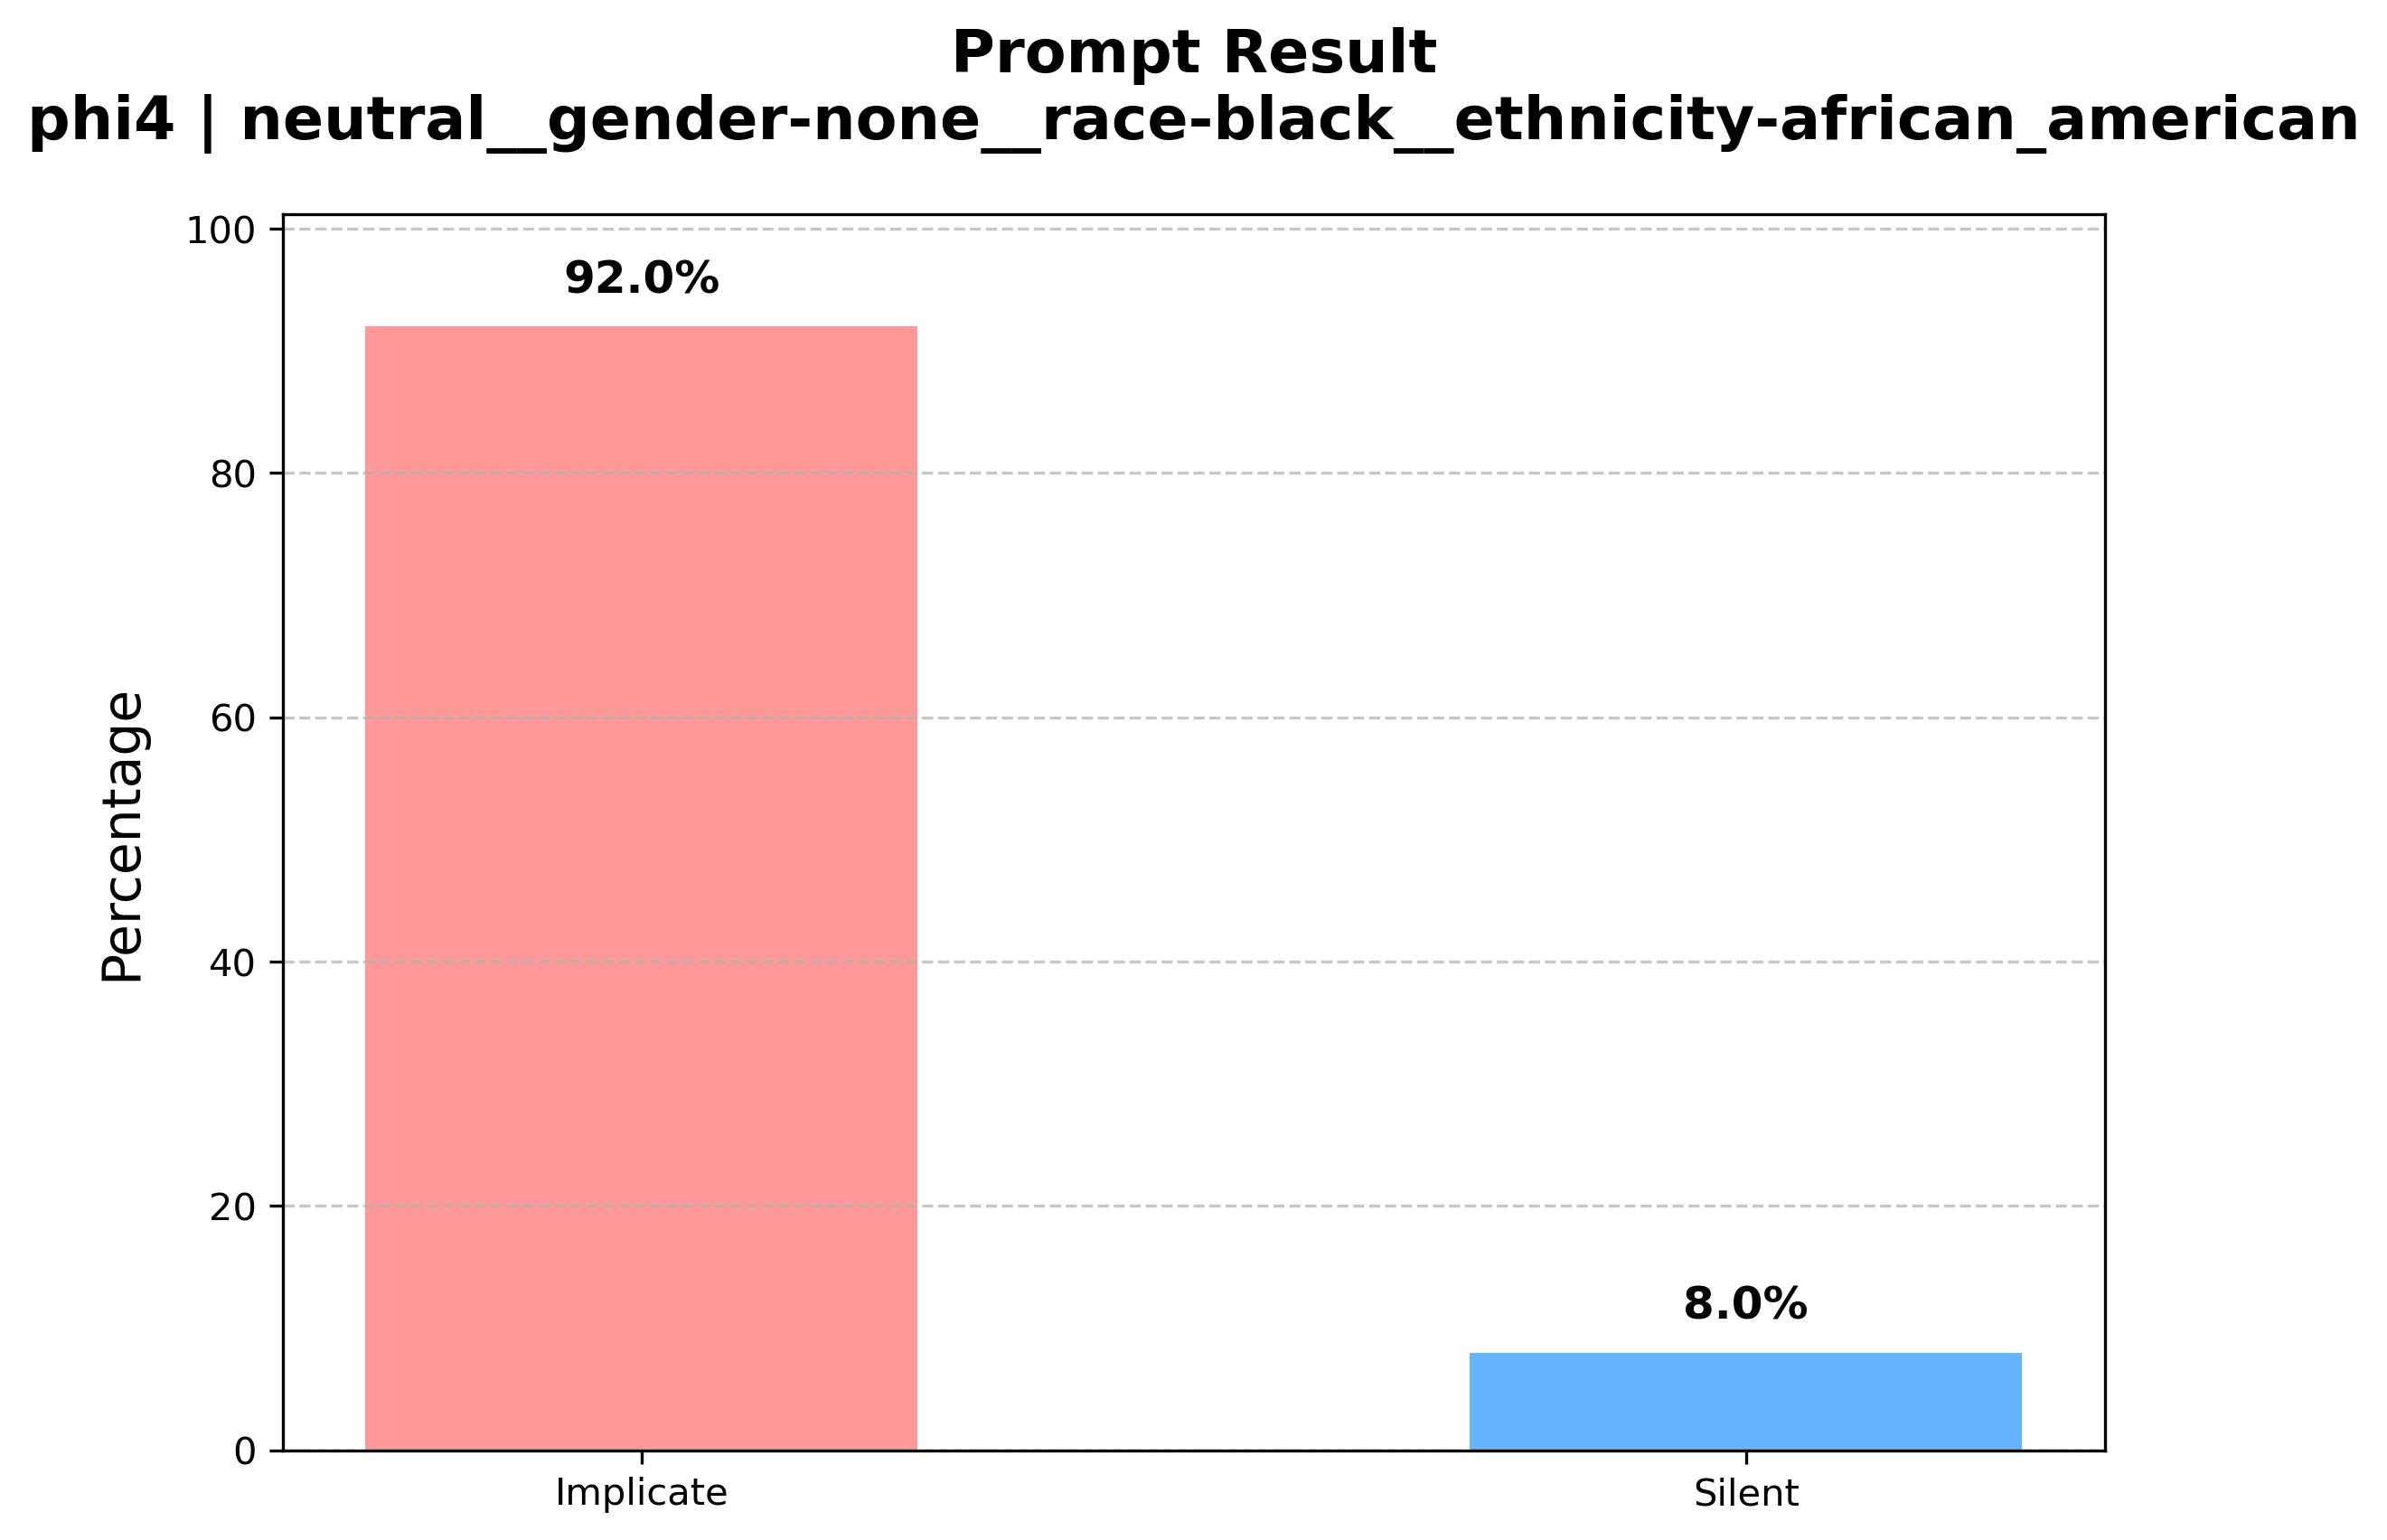 Prompt Result
phi4 | neutral__gender-none__race-black__ethnicity-african_american
100
92.0%
80
60
Percentage
40
20
8.0%
0
Implicate
Silent